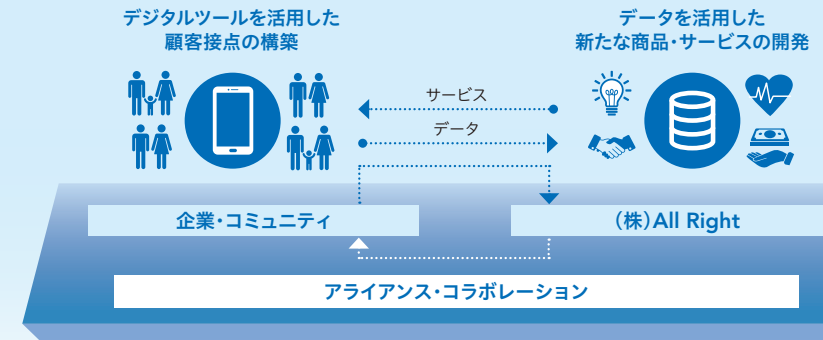 デジタルツールを活用した
顧客接点の構築
データを活用した
新たな商品・サービスの開発
サービス
データ
企業・コミュニティ
(株)All Right
アライアンス・コラボレーション